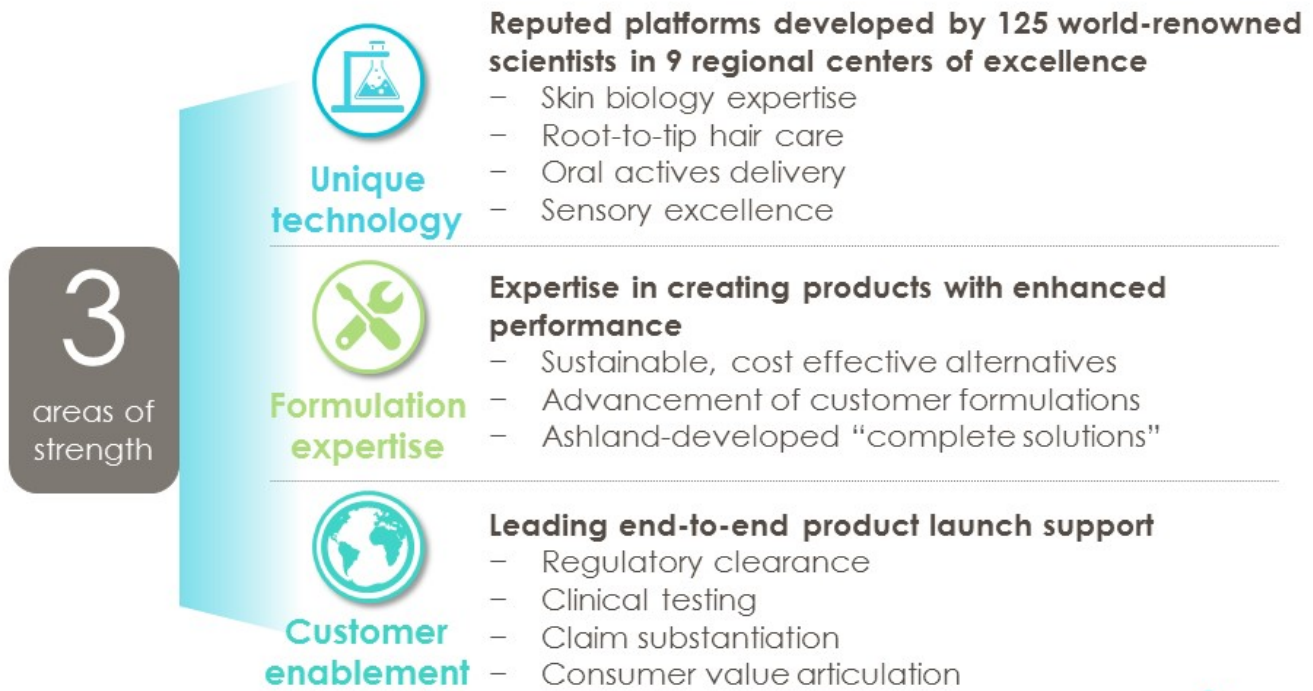 3
areas of
strength
Unique
technology
Reputed platforms developed by 125 world-renowned
scientists in 9 regional centers of excellence
– Skin biology expertise
– Root-to-tip hair care
– Oral actives delivery
– Sensory excellence
Formulation
expertise
Expertise in creating products with enhanced
performance
– Sustainable, cost effective alternatives
– Advancement of customer formulations
– Ashland-developed “complete solutions”
Customer
enablement
Leading end-to-end product launch support
– Regulatory clearance
– Clinical testing
– Claim substantiation
– Consumer value articulation